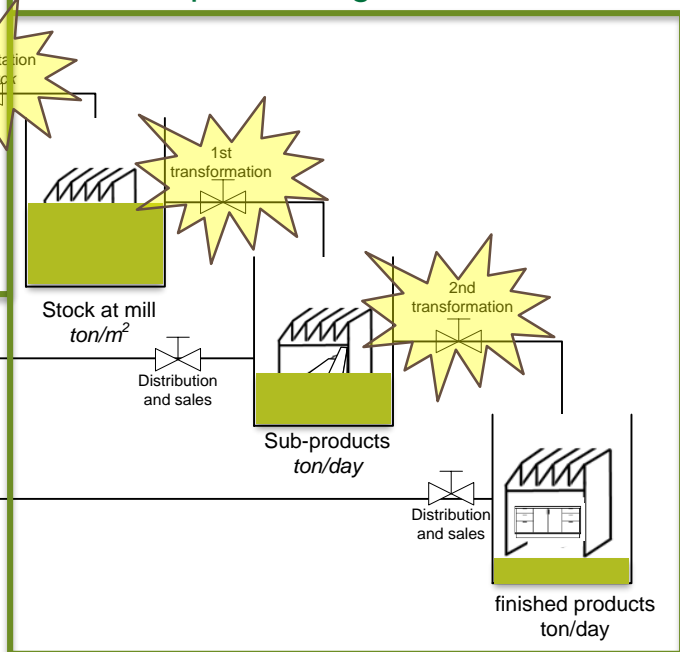 1st
transformation
Stock at mill
ton/m²
2nd
transformation
Distribution
and sales
Sub-products
ton/day
Distribution
and sales
finished products
ton/day